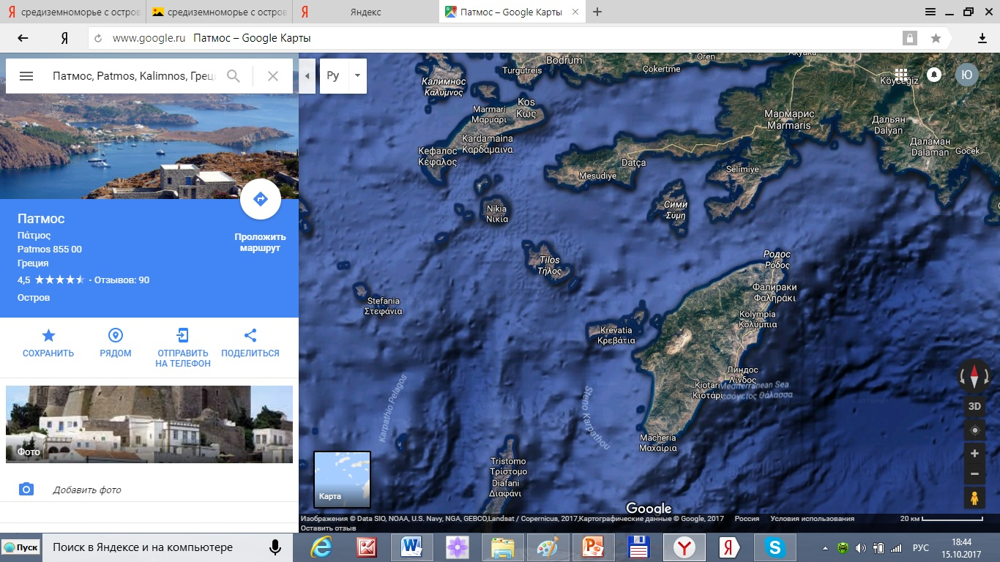 средиземноморье с остров
средиземноморье с остров
Яндекс
Патмос – Google Карты
Я
www.google.ru Патмос – Google Карты
Патмос, Patmos, Kalimnos, Грец
Ру
Ю
Патмос
Πάτμος
Patmos 855 00
Греция
4,5 · Отзывов: 90
Остров
Проложить
маршрут
СОХРАНИТЬ
РЯДОМ
ОТПРАВИТЬ
НА ТЕЛЕФОН
ПОДЕЛИТЬСЯ
Фото
Добавить фото
Bodrum
Oren
Akyaka
Turgutreis
Çökertme
Калимнос
Κάλυμνος
Köyceğiz
Kos
Κως
Marmari
Μαρμάρι
Мармарис
Marmaris
Дальян
Dalyan
Kardamaina
Καρδάμαινα
Даламан
Dalaman
Göcek
Кефалос
Κέφαλος
Datça
Mesudiye
Selimiye
Nikia
Νικιά
Сими
Σύμη
Tilos
Τήλος
Родос
Ρόδος
Фалираки
Φαληράκι
Stefania
Στεφάνια
Kolympia
Κολύμπια
Krevatia
Κρεβάτια
Линдос
Λίνδος
Kiotari
Κιοτάρι
Mediterranean Sea
Θάλασσα
Karpathio Pelagos
Steno Karpathou
Macheria
Μαχαίρια
Tristomo
Τρίστομο
Diafani
Διαφάνι
3D
Карта
Google
Изображения © Data SIO, NOAA, U.S. Navy, NGA, GEBCO,Landsat / Copernicus, 2017,Картографические данные © Google, 2017 Россия Условия использования 20 км
Оставить отзыв
Пуск
Поиск в Яндексе и на компьютере
РУС
18:44
15.10.2017